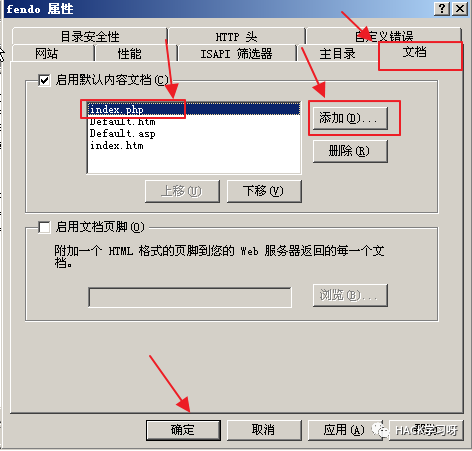 fendo 属性
目录安全性 HTTP 头 自定义错误
网站 性能 ISAPI 筛选器 主目录 文档
启用默认内容文档(C)
index.php
Default.htm
Default.asp
index.htm
添加(D)...
删除(R)
上移(U) 下移(V)
启用文档页脚(O)
附加一个 HTML 格式的页脚到您的 Web 服务器返回的每一个文
档。
浏览(B)...
确定 取消 应用(A)
HACK学习呀